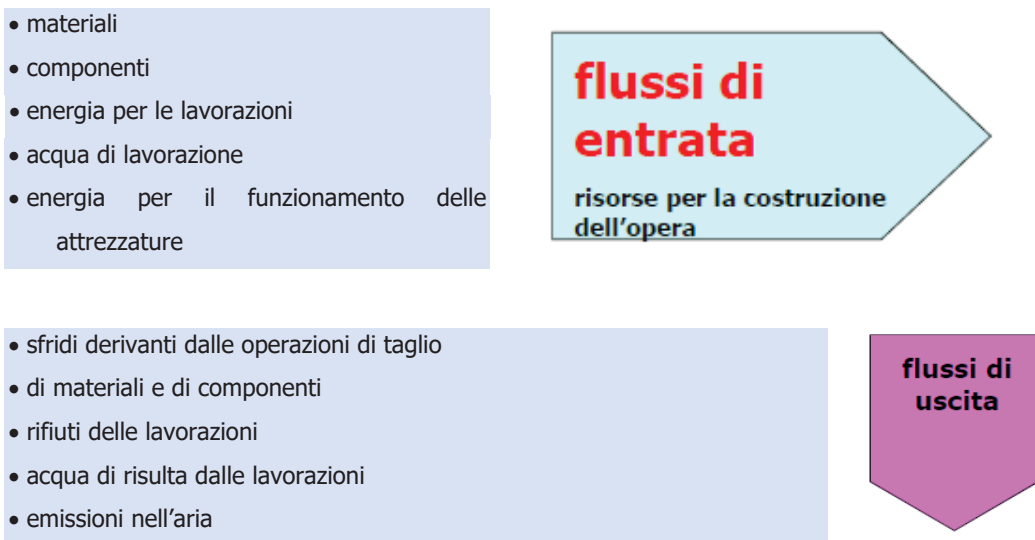 • materiali
• componenti
• energia per le lavorazioni
• acqua di lavorazione
• energia per il funzionamento delle
attrezzature
flussi di
entrata
risorse per la costruzione
dell'opera
• sfridi derivanti dalle operazioni di taglio
• di materiali e di componenti
• rifiuti delle lavorazioni
• acqua di risulta dalle lavorazioni
• emissioni nell'aria
flussi di
uscita